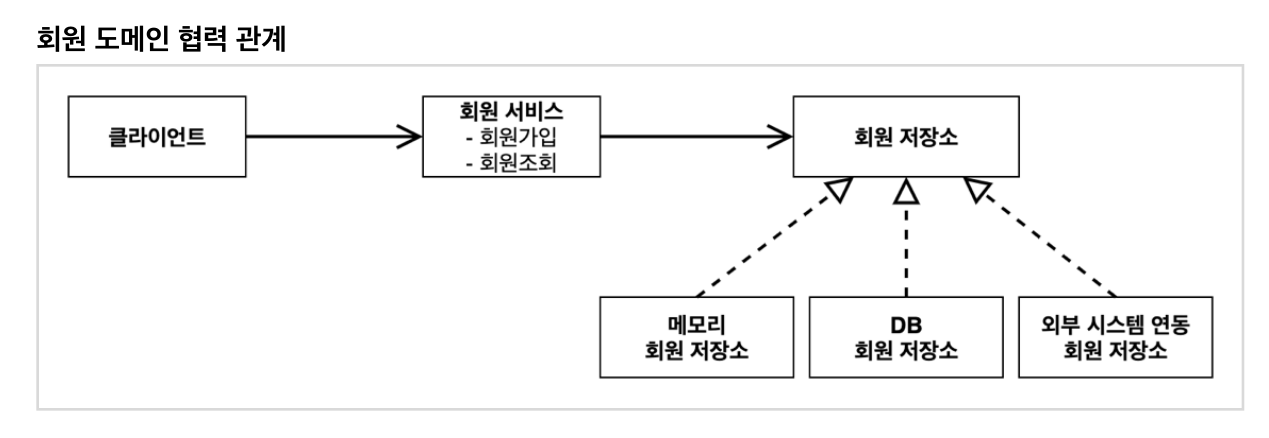 회원 도메인 협력 관계
클라이언트
회원 서비스
- 회원가입
- 회원조회
회원 저장소
메모리
회원 저장소
DB
회원 저장소
외부 시스템 연동
회원 저장소